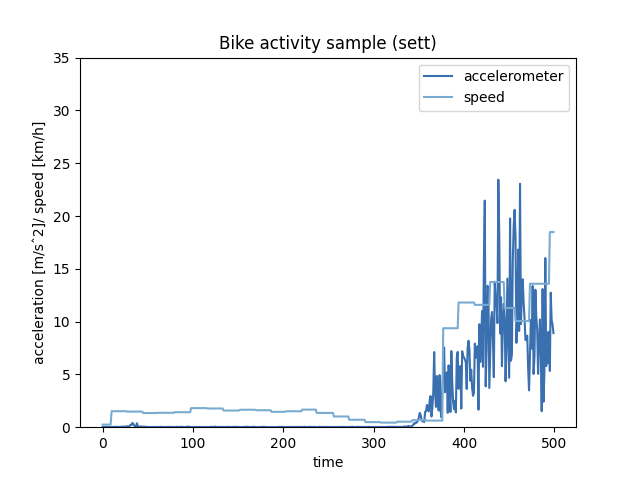 Bike activity sample (sett)
accelerometer
speed
acceleration [m/sˆ2]/ speed [km/h]
35
30
25
20
15
10
5
0
0 100 200 300 400 500
time